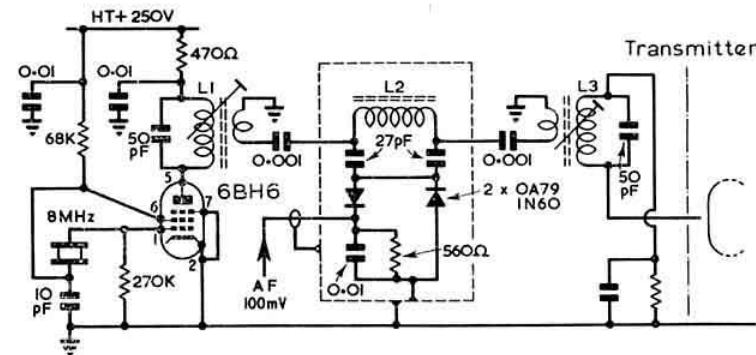 HT+ 250V
470Ω
Transmitter
0·01
0·01
L1
L2
L3
50
pF
68K
0·001
27pF
0·001
50
pF
5
6BH6
2 x OA79
1N60
8MHz
6
7
1
2
560Ω
10
pF
270K
AF
100mV
0·01